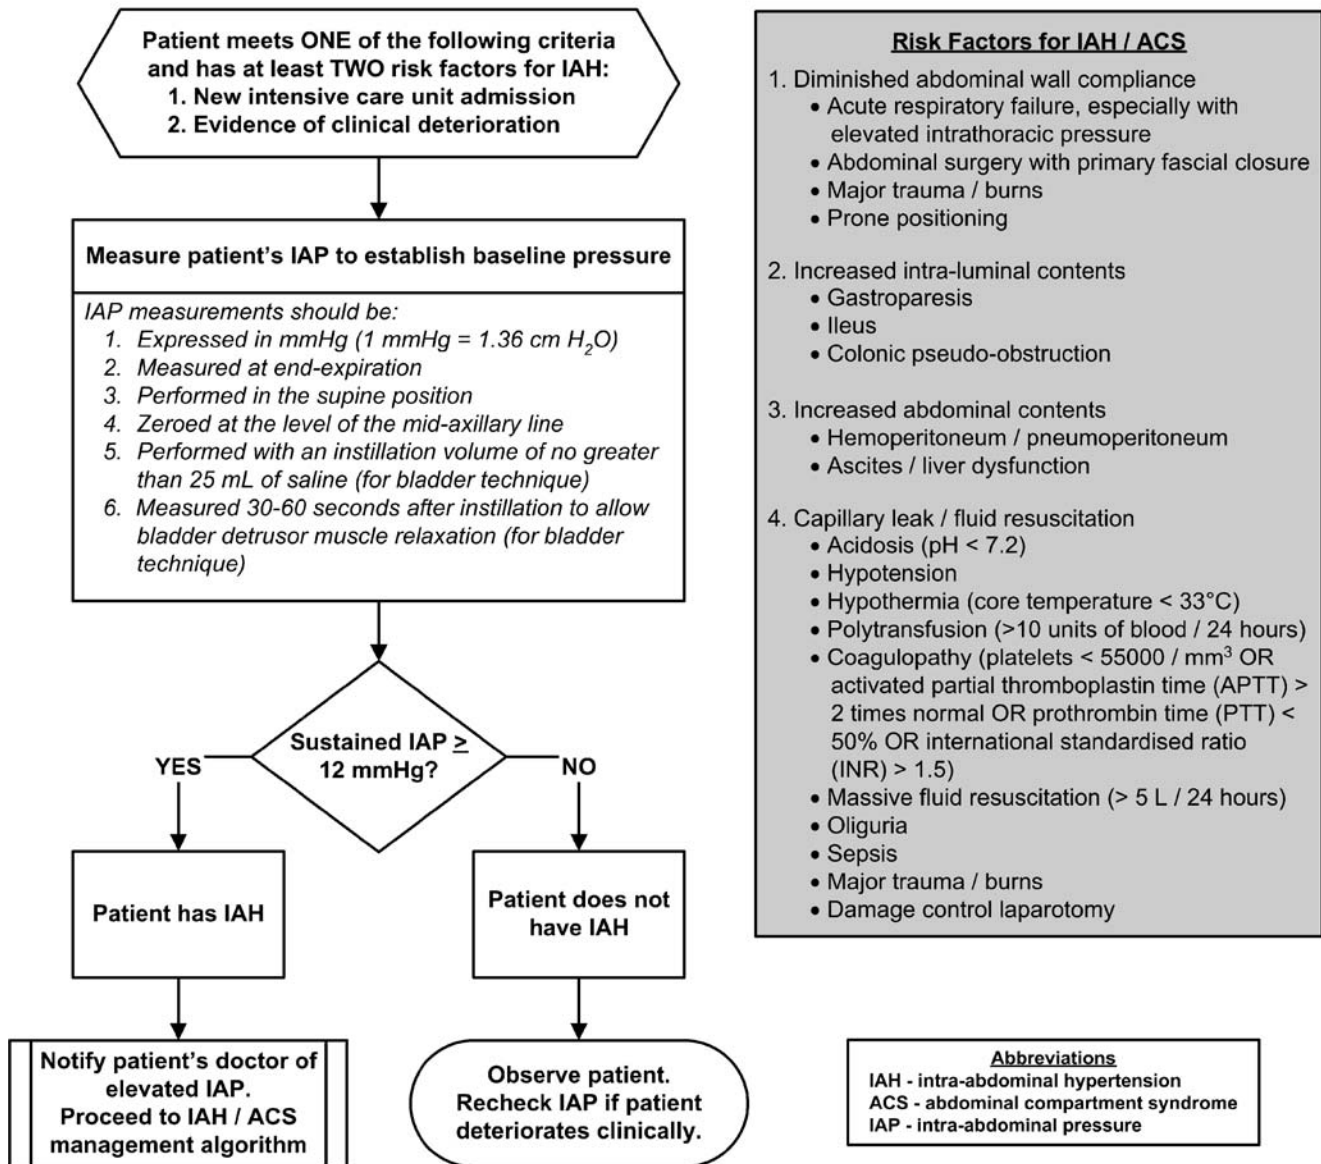 Patient meets ONE of the following criteria
and has at least TWO risk factors for IAH:
1. New intensive care unit admission
2. Evidence of clinical deterioration
Measure patient's IAP to establish baseline pressure
IAP measurements should be:
1. Expressed in mmHg (1 mmHg = 1.36 cm H₂O)
2. Measured at end-expiration
3. Performed in the supine position
4. Zeroed at the level of the mid-axillary line
5. Performed with an instillation volume of no greater
than 25 mL of saline (for bladder technique)
6. Measured 30-60 seconds after instillation to allow
bladder detrusor muscle relaxation (for bladder
technique)
Sustained IAP ≥
12 mmHg?
YES
NO
Patient has IAH
Patient does not
have IAH
Notify patient's doctor of
elevated IAP.
Proceed to IAH / ACS
management algorithm
Observe patient.
Recheck IAP if patient
deteriorates clinically.
Risk Factors for IAH / ACS
1. Diminished abdominal wall compliance
• Acute respiratory failure, especially with
elevated intrathoracic pressure
• Abdominal surgery with primary fascial closure
• Major trauma / burns
• Prone positioning
2. Increased intra-luminal contents
• Gastroparesis
• Ileus
• Colonic pseudo-obstruction
3. Increased abdominal contents
• Hemoperitoneum / pneumoperitoneum
• Ascites / liver dysfunction
4. Capillary leak / fluid resuscitation
• Acidosis (pH < 7.2)
• Hypotension
• Hypothermia (core temperature < 33°C)
• Polytransfusion (>10 units of blood / 24 hours)
• Coagulopathy (platelets < 55000 / mm³ OR
activated partial thromboplastin time (APTT) >
2 times normal OR prothrombin time (PTT) <
50% OR international standardised ratio
(INR) > 1.5)
• Massive fluid resuscitation (> 5 L / 24 hours)
• Oliguria
• Sepsis
• Major trauma / burns
• Damage control laparotomy
Abbreviations
IAH - intra-abdominal hypertension
ACS - abdominal compartment syndrome
IAP - intra-abdominal pressure